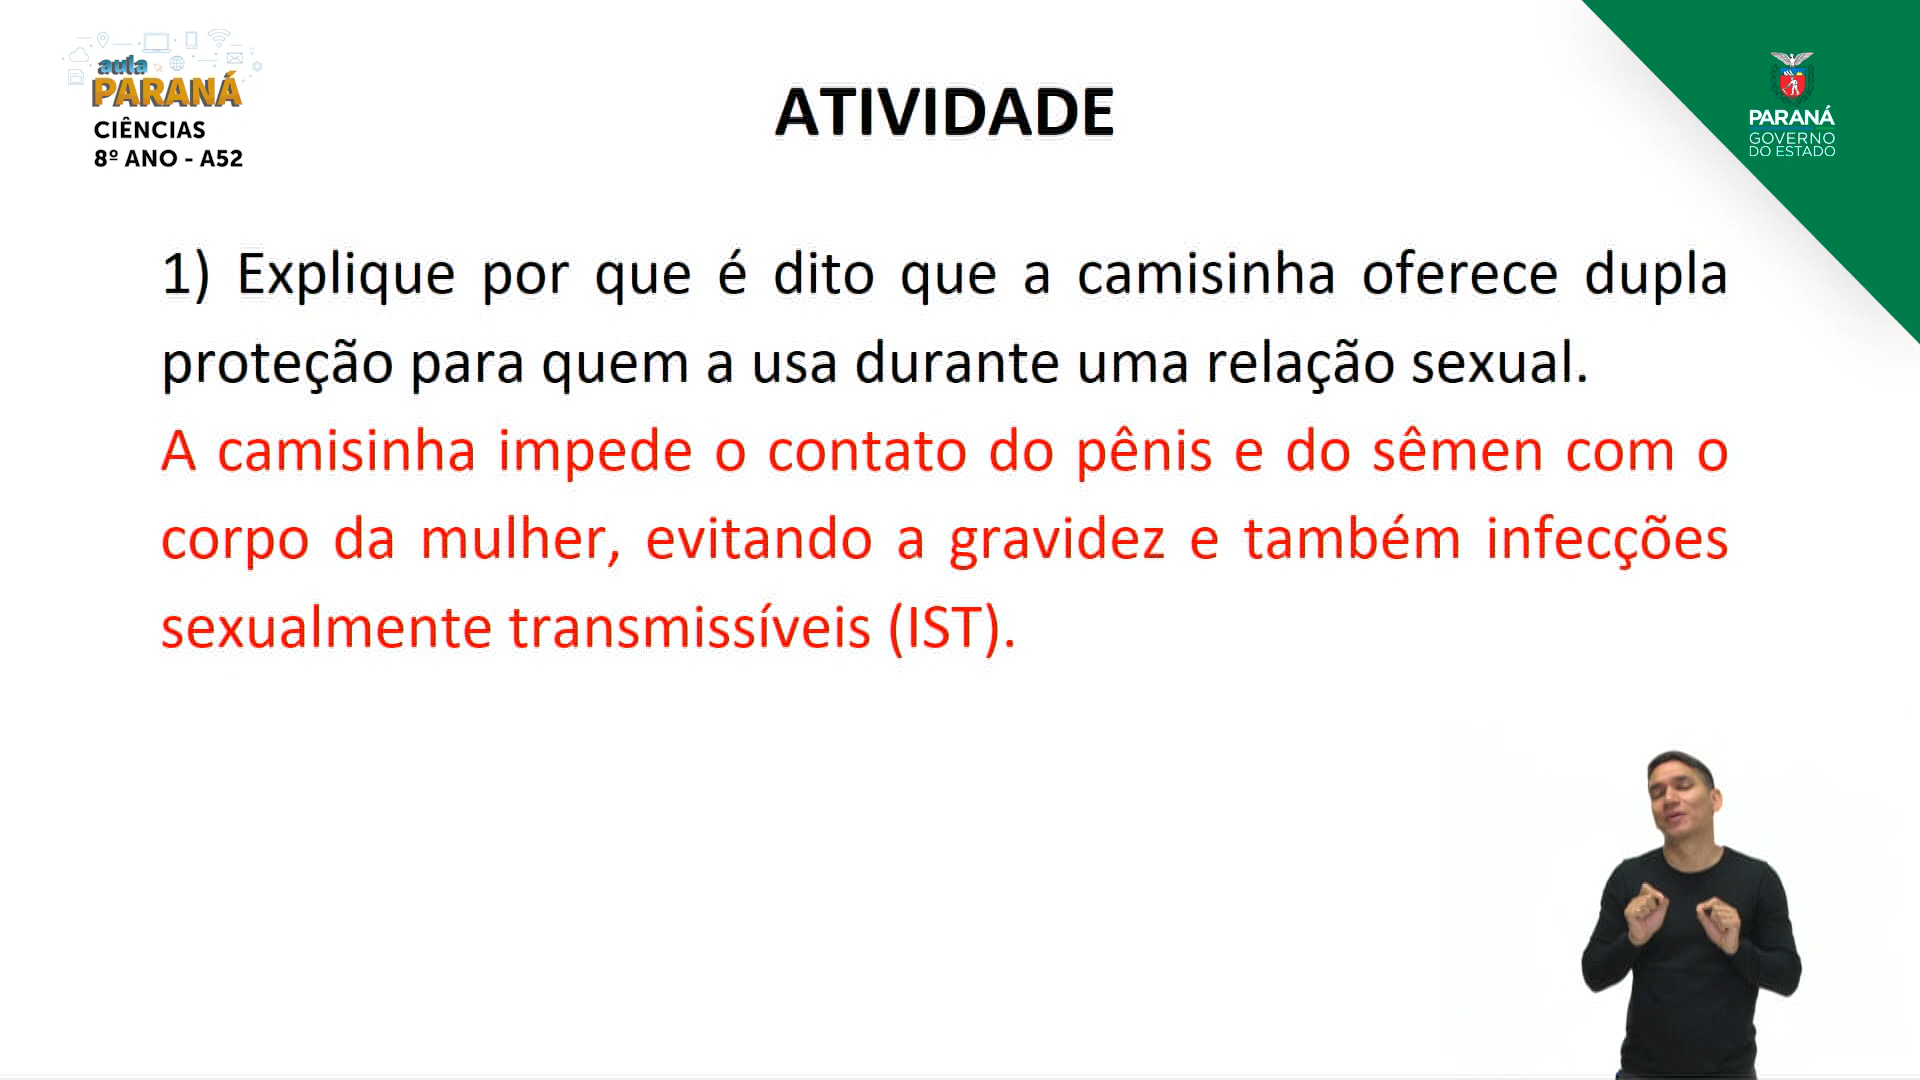 aula
PARANÁ
CIÊNCIAS
8º ANO - A52
ATIVIDADE
PARANÁ
GOVERNO
DO ESTADO
1) Explique por que é dito que a camisinha oferece dupla
proteção para quem a usa durante uma relação sexual.
A camisinha impede o contato do pênis e do sêmen com o
corpo da mulher, evitando a gravidez e também infecções
sexualmente transmissíveis (IST).